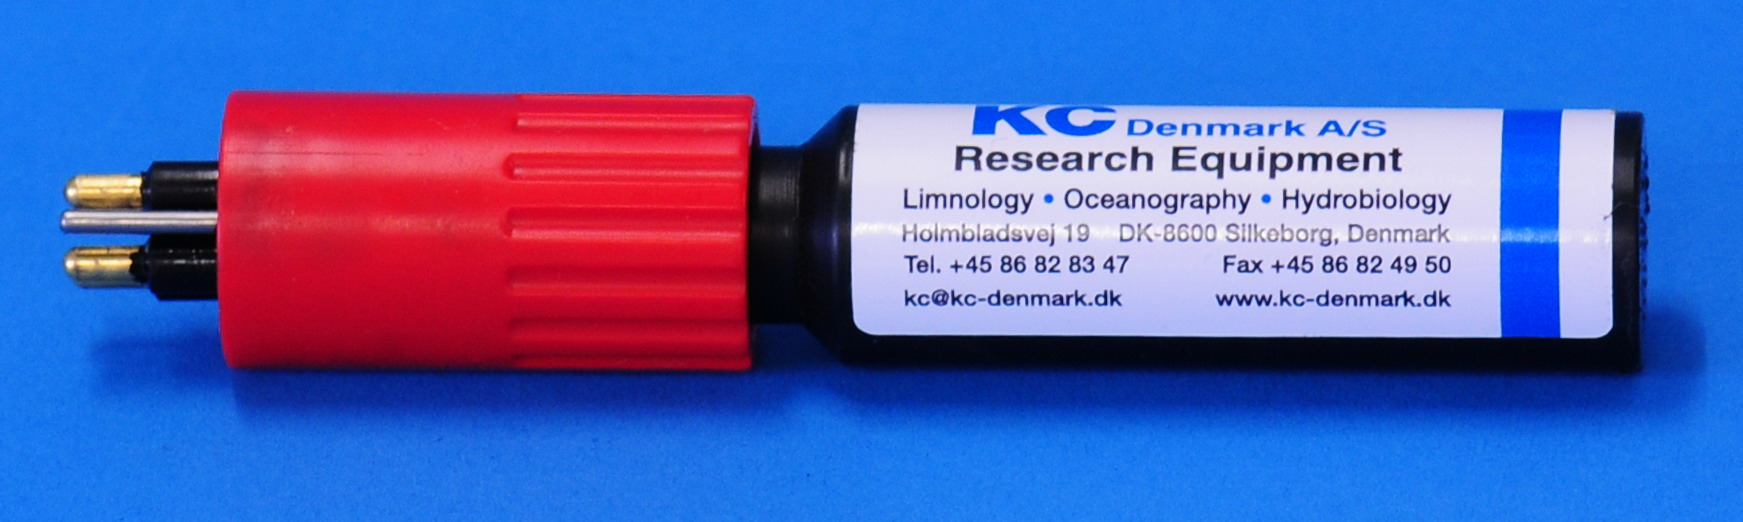 KC Denmark A/S
Research Equipment
Limnology • Oceanography • Hydrobiology
Holmbladsvej 19 DK-8600 Silkeborg, Denmark
Tel. +45 86 82 83 47 Fax +45 86 82 49 50
kc@kc-denmark.dk www.kc-denmark.dk